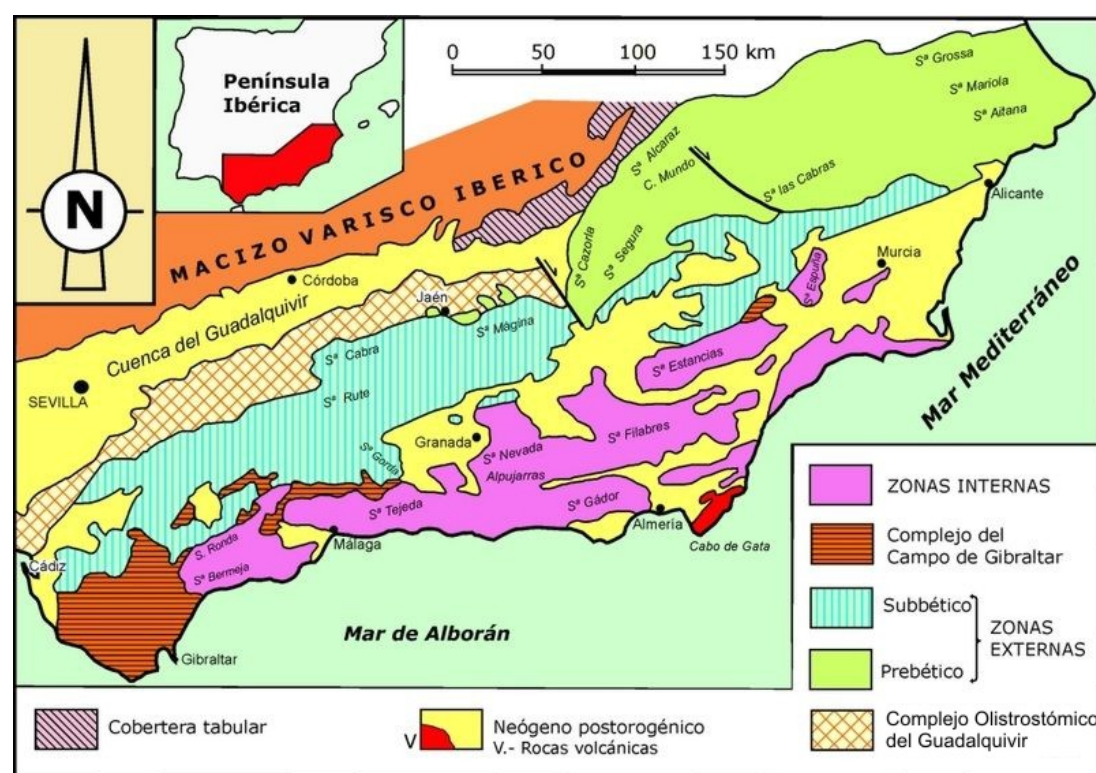 0 50 100 150 km
Península
Ibérica
N
MACIZO VARISCO IBERICO
Sª Grossa
Sª Mariola
Sª Aitana
Sª Alcaraz
C. Mundo
Sª las Cabras
Alicante
Sª Cazorla
Sª Segura
Murcia
Sª Espuña
Córdoba
Jaén
Cuenca del Guadalquivir
Sª Mágina
Sª Cabra
SEVILLA
Sª Rute
Sª Estancias
Mar Mediterráneo
Granada
Sª Gorda
Sª Nevada
Sª Filabres
Alpujarras
Sª Tejeda
Sª Gádor
Almería
Cabo de Gata
Málaga
S. Ronda
Sª Bermeja
Cádiz
Gibraltar
Mar de Alborán
ZONAS INTERNAS
Complejo del
Campo de Gibraltar
Subbético
ZONAS
EXTERNAS
Prebético
Complejo Olistrostómico
del Guadalquivir
Cobertera tabular
V
Neógeno postorogénico
V.- Rocas volcánicas